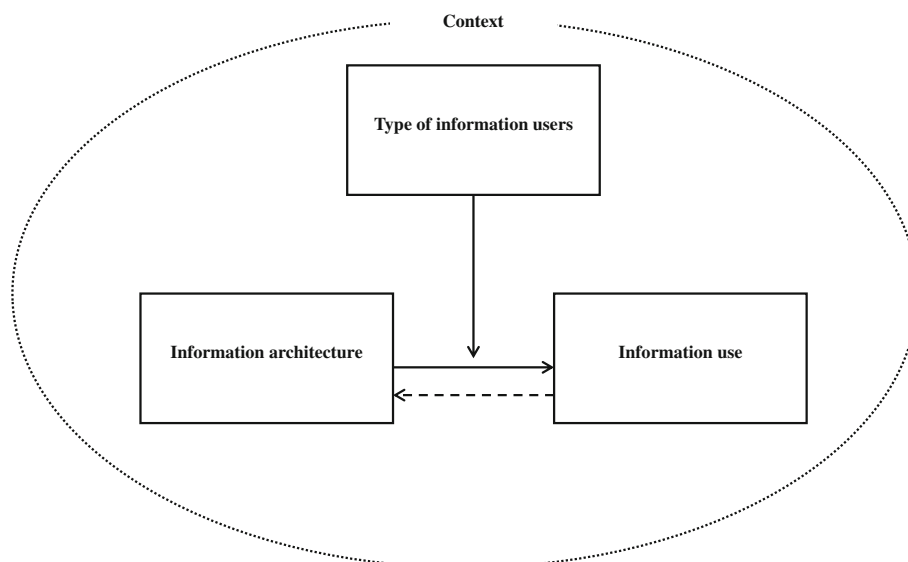 Context
Type of information users
Information architecture
Information use